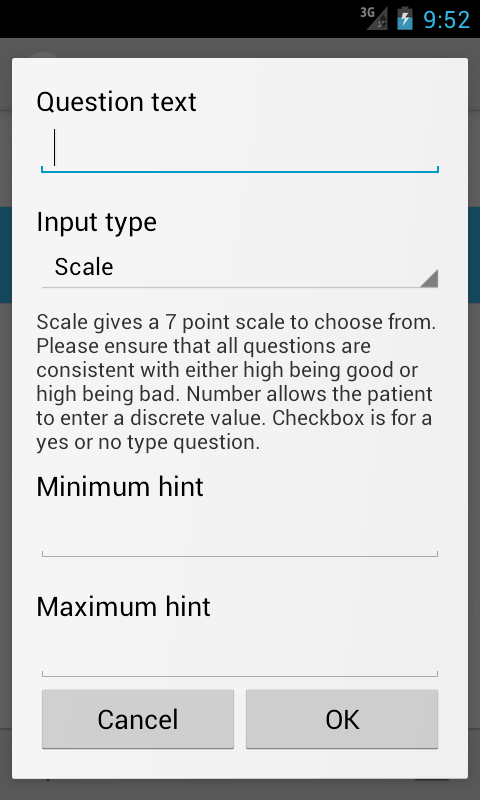 3G 9:52
Question text
Input type
Scale
Scale gives a 7 point scale to choose from.
Please ensure that all questions are
consistent with either high being good or
high being bad. Number allows the patient
to enter a discrete value. Checkbox is for a
yes or no type question.
Minimum hint
Maximum hint
Cancel OK